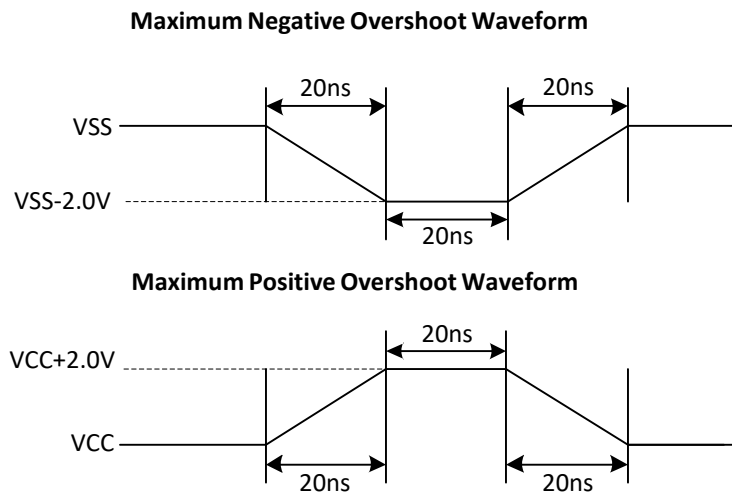 Maximum Negative Overshoot Waveform
20ns
20ns
VSS
VSS-2.0V
20ns
Maximum Positive Overshoot Waveform
20ns
VCC+2.0V
VCC
20ns
20ns